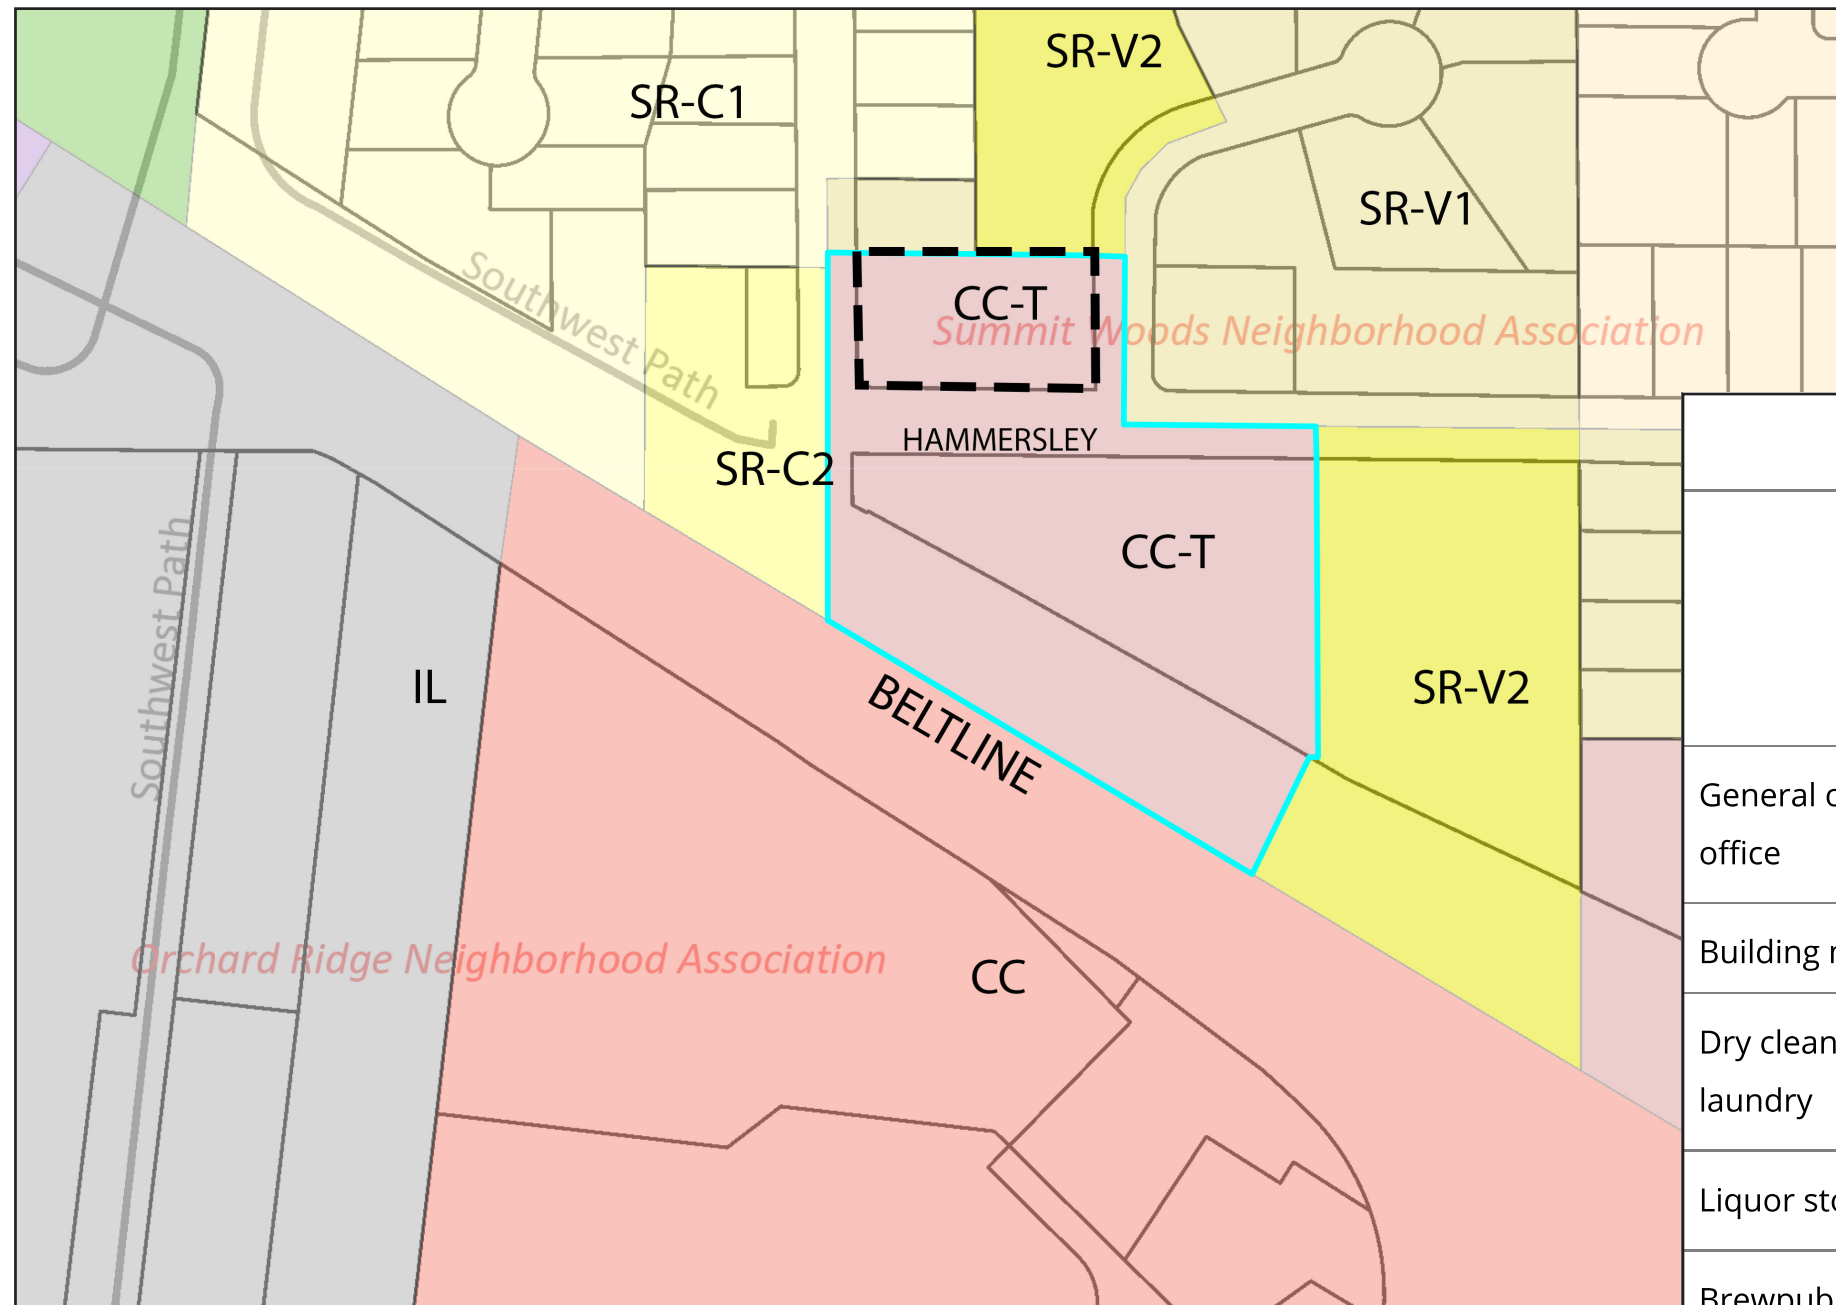 SR-V2
SR-C1
SR-V1
Southwest Path
CC-T
Summit Woods Neighborhood Association
HAMMERSLEY
SR-C2
CC-T
Southwest Path
IL
SR-V2
BELTLINE
General
office
Building
Orchard Ridge Neighborhood Association
CC
Dry clean
laundry
Liquor
Brewpub